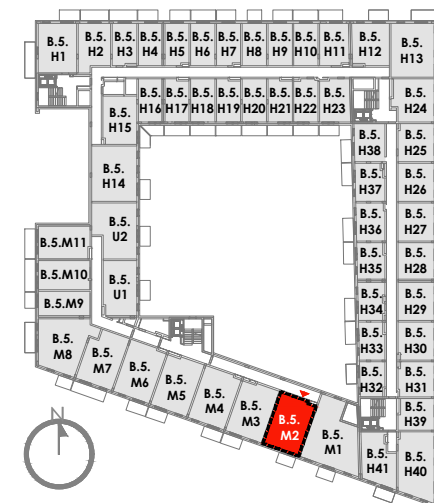 B.5. H1
B.5. H2
B.5. H3
B.5. H4
B.5. H5
B.5. H6
B.5. H7
B.5. H8
B.5. H9
B.5. H10
B.5. H11
B.5. H12
B.5. H13
B.5. H16
B.5. H17
B.5. H18
B.5. H19
B.5. H20
B.5. H21
B.5. H22
B.5. H23
B.5. H24
B.5. H15
B.5. H38
B.5. H25
B.5. H14
B.5. H37
B.5. H26
B.5. U2
B.5. H36
B.5. H27
B.5.M11
B.5. H35
B.5. H28
B.5.M10
B.5. U1
B.5. H34
B.5. H29
B.5.M9
B.5. H33
B.5. H30
B.5. M8
B.5. M7
B.5. M6
B.5. M5
B.5. M4
B.5. M3
B.5. M2
B.5. M1
B.5. H32
B.5. H31
B.5. H39
B.5. H41
B.5. H40
N